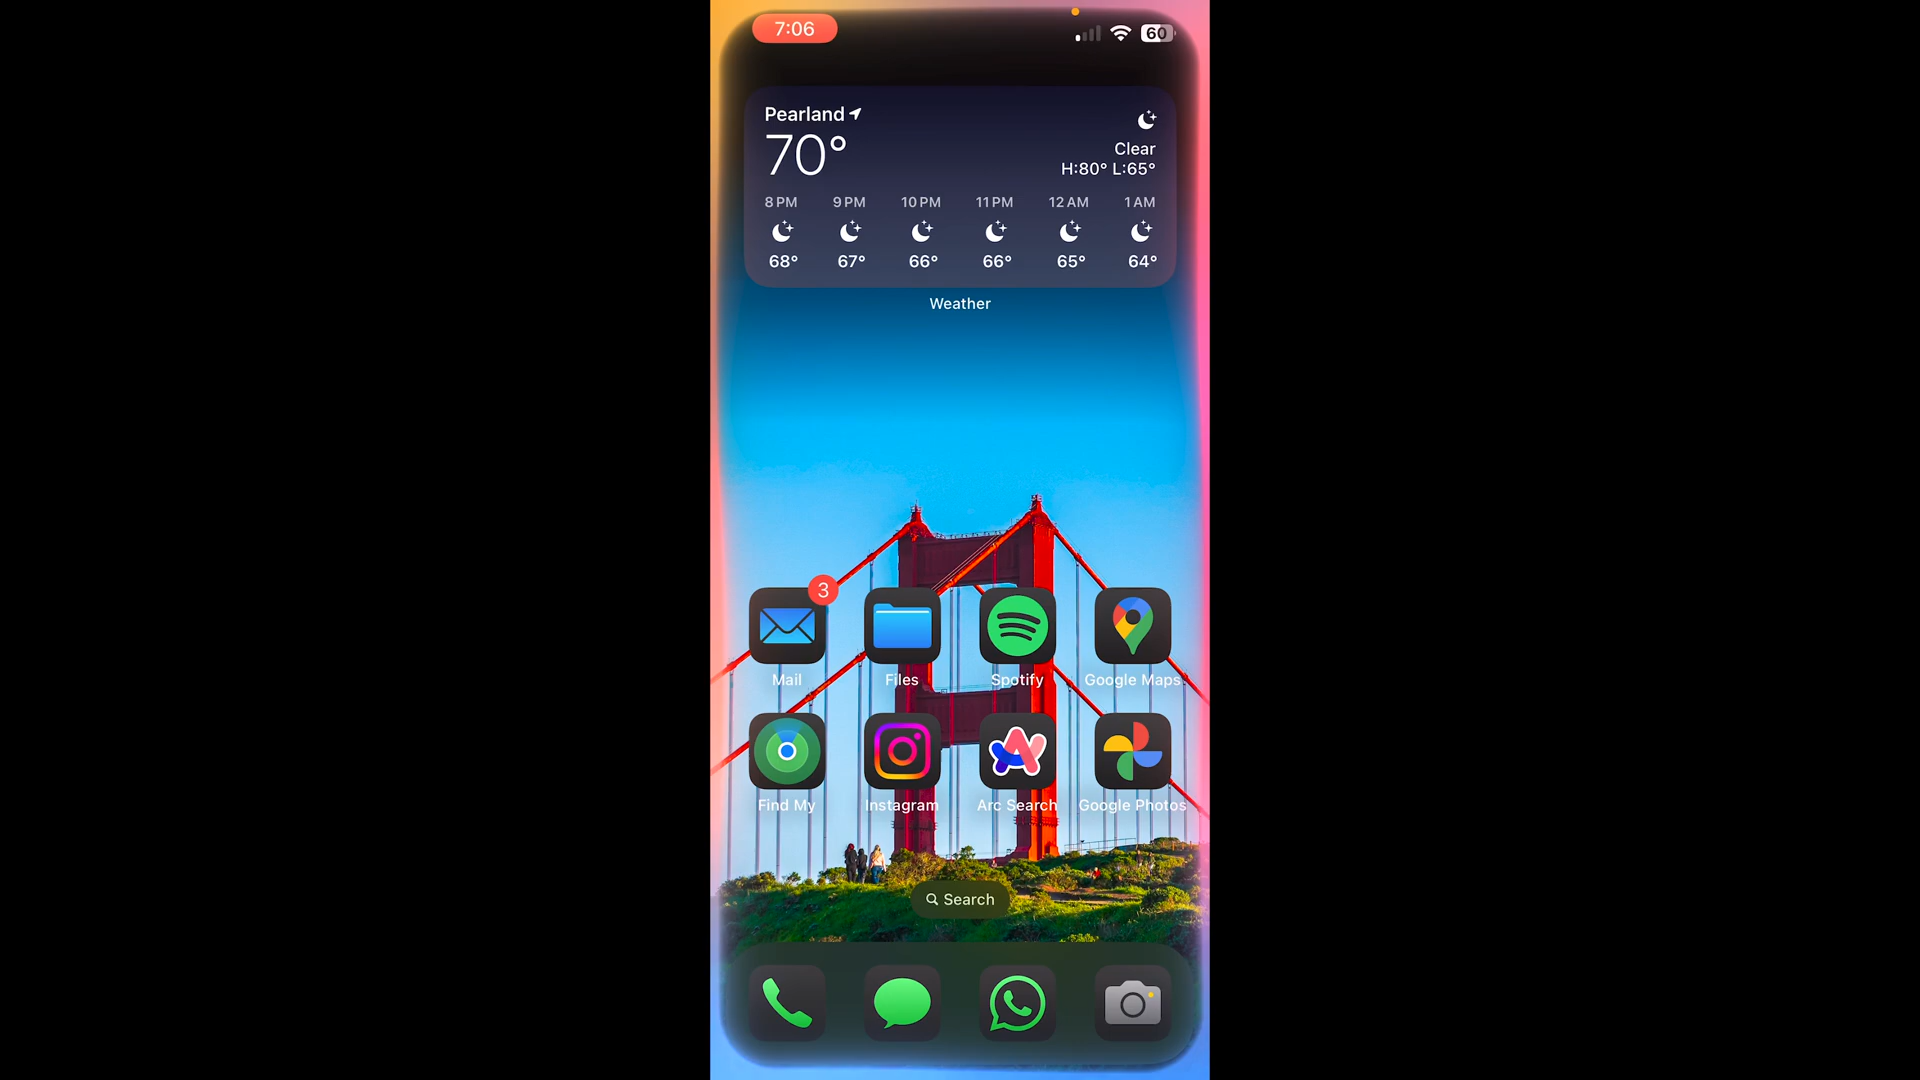 7:06
60
Pearland
70°
Clear
H:80° L:65°
8 PM 9 PM 10 PM 11 PM 12 AM 1 AM
68° 67° 66° 66° 65° 64°
Weather
3
Mail Files Spotify Google Maps
Find My Instagram Arc Search Google Photos
Search